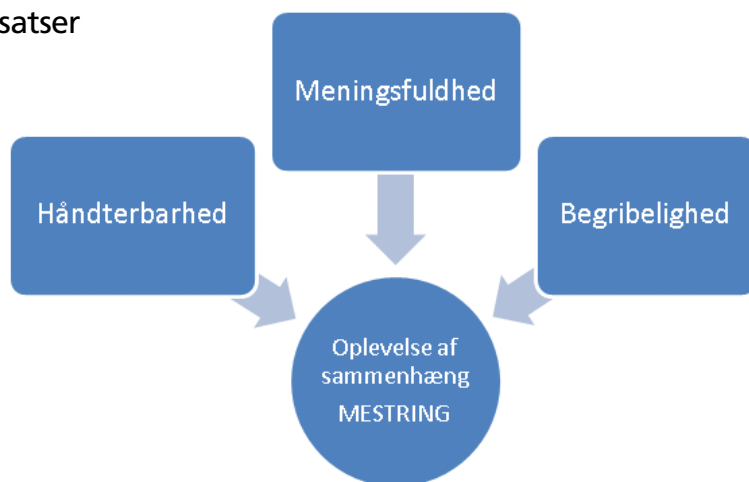 satser
Meningsfuldhed
Håndterbarhed
Begribelighed
Oplevelse af
sammenhæng
MESTRING